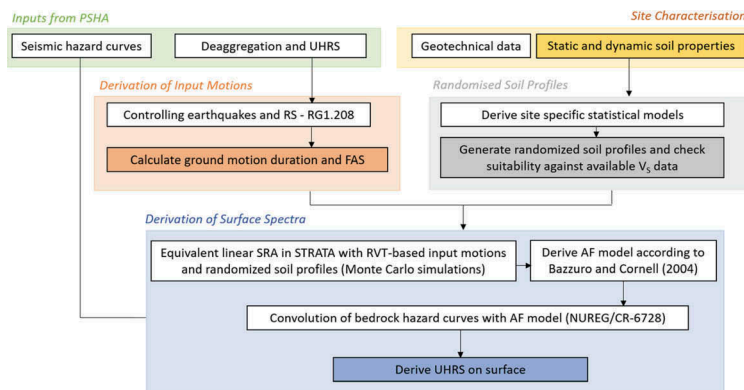 Inputs from PSHA
Site Characterisation
Seismic hazard curves
Deaggregation and UHRS
Geotechnical data
Static and dynamic soil properties
Derivation of Input Motions
Randomised Soil Profiles
Controlling earthquakes and RS - RG1.208
Derive site specific statistical models
Calculate ground motion duration and FAS
Generate randomized soil profiles and check
suitability against available VS data
Derivation of Surface Spectra
Equivalent linear SRA in STRATA with RVT-based input motions
and randomized soil profiles (Monte Carlo simulations)
Derive AF model according to
Bazzuro and Cornell (2004)
Convolution of bedrock hazard curves with AF model (NUREG/CR-6728)
Derive UHRS on surface